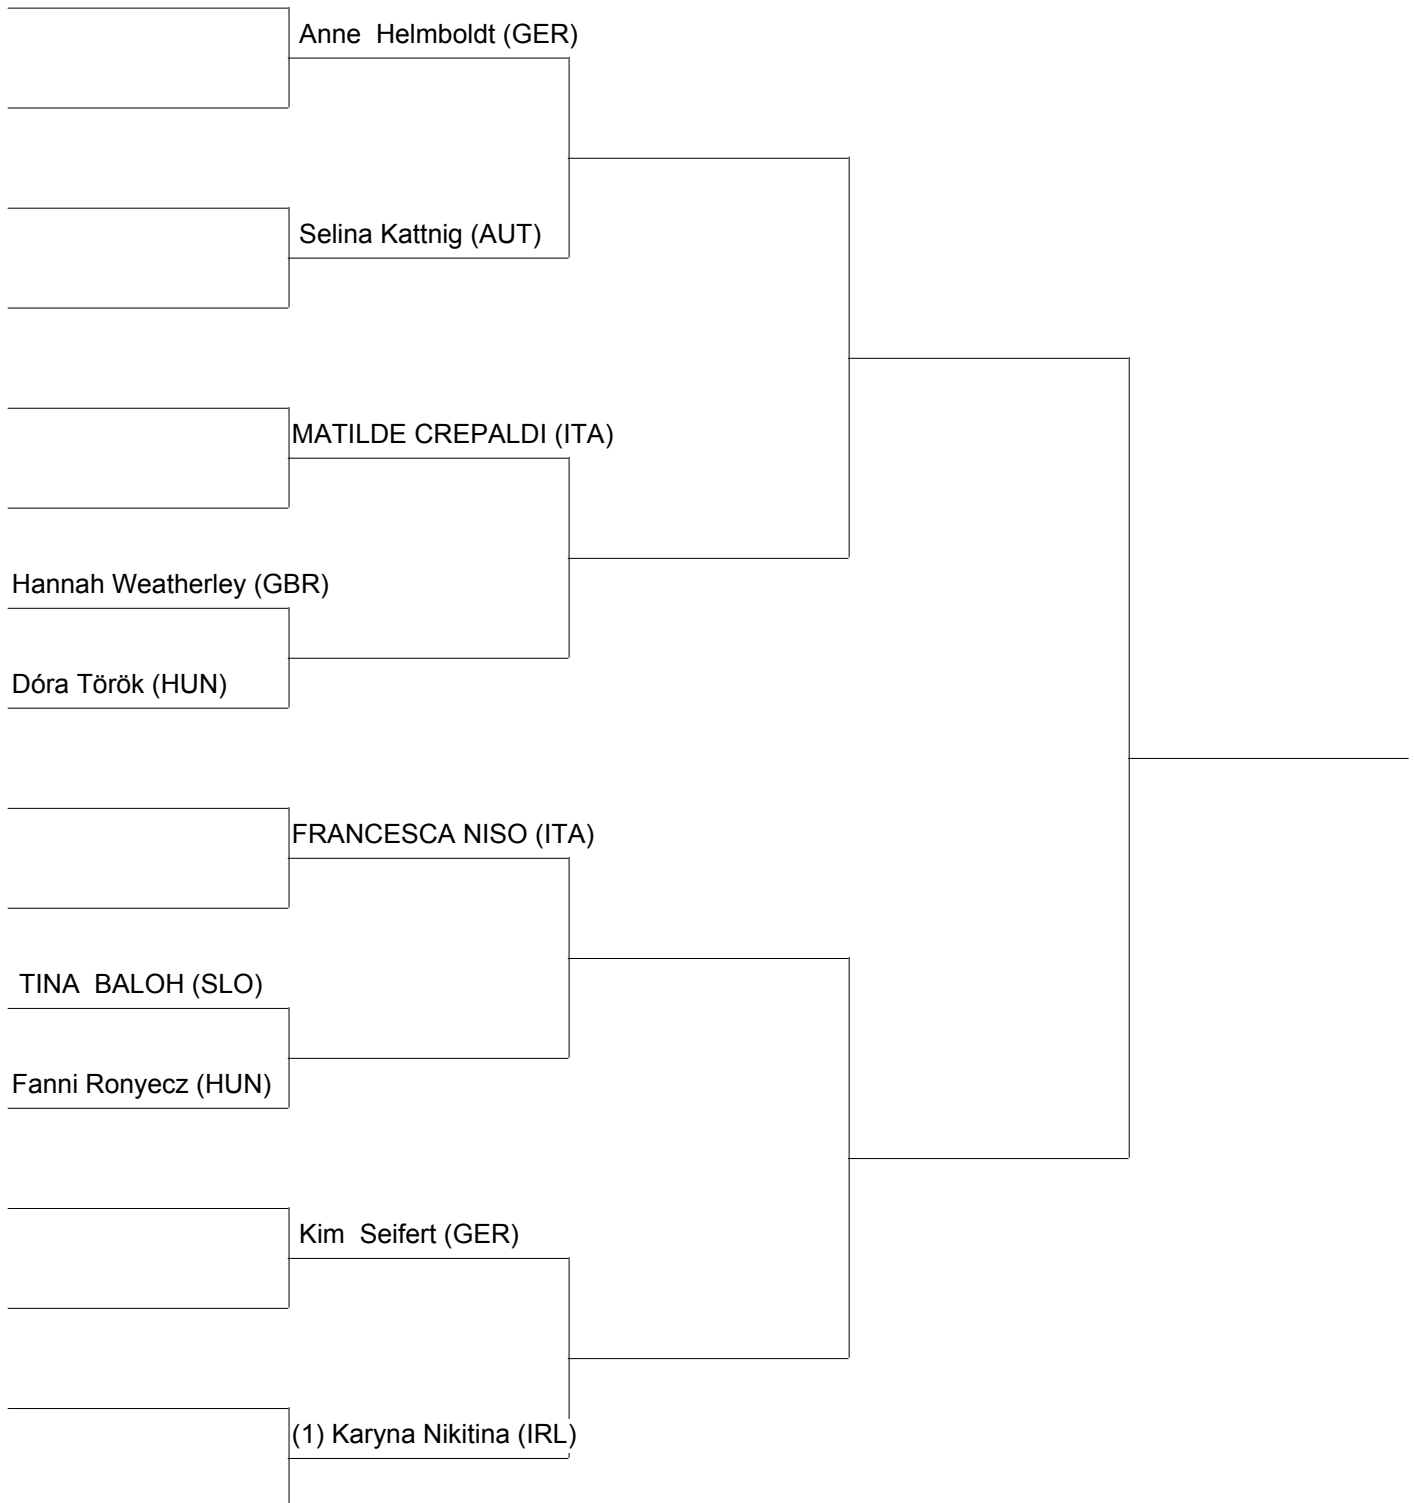 Anne  Helmboldt (GER)
Selina Kattnig (AUT)
MATILDE CREPALDI (ITA)
Hannah Weatherley (GBR)
Dóra Török (HUN)
FRANCESCA NISO (ITA)
TINA  BALOH (SLO)
Fanni Ronyecz (HUN)
Kim  Seifert (GER)
(1) Karyna Nikitina (IRL)